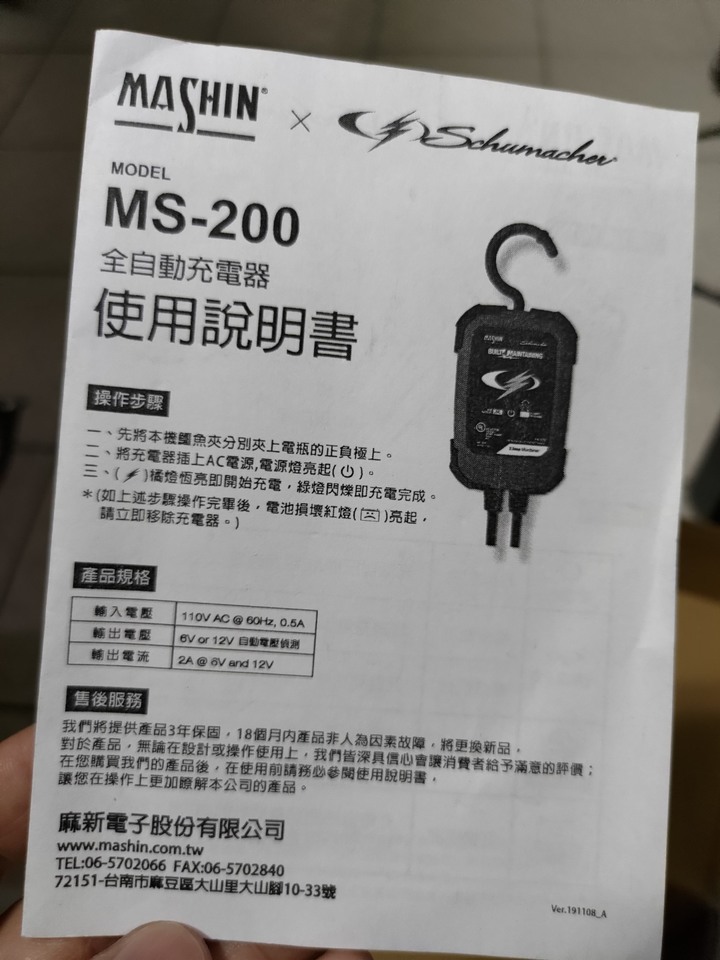 MASHIN® × Schumacher
MODEL
MS-200
全自動充電器
使用說明書
MASHIN Schumacher
MAINTAINING
操作步驟
一、先將本機鱷魚夾分別夾上電瓶的正負極上。
二、將充電器插上AC電源,電源燈亮起( )。
三、( )橘燈恆亮即開始充電，綠燈閃爍即充電完成。
*(如上述步驟操作完畢後，電池損壞紅燈( )亮起，
請立即移除充電器。)
產品規格
輸入電壓 110V AC @ 60Hz, 0.5A
輸出電壓 6V or 12V 自動電壓偵測
輸出電流 2A @ 6V and 12V
售後服務
我們將提供產品3年保固，18個月內產品非人為因素故障，將更換新品，
對於產品，無論在設計或操作使用上，我們皆深具信心會讓消費者給予滿意的評價；
在您購買我們的產品後，在使用前請務必參閱使用說明書，
讓您在操作上更加瞭解本公司的產品。
麻新電子股份有限公司
www.mashin.com.tw
TEL:06-5702066 FAX:06-5702840
72151-台南市麻豆區大山里大山腳10-33號
Ver.191108_A